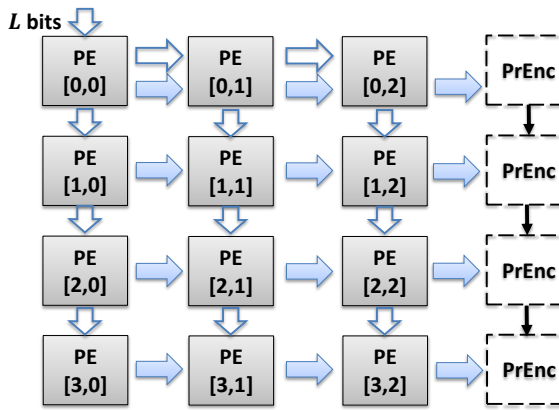 L bits
PE
[0,0]
PE
[0,1]
PE
[0,2]
PrEnc
PE
[1,0]
PE
[1,1]
PE
[1,2]
PrEnc
PE
[2,0]
PE
[2,1]
PE
[2,2]
PrEnc
PE
[3,0]
PE
[3,1]
PE
[3,2]
PrEnc